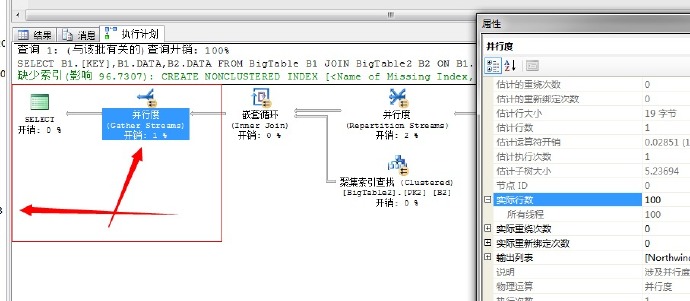 结果
消息
执行计划
查询 1: (与该批有关的)查询开销: 100%
SELECT B1.[KEY],B1.DATA,B2.DATA FROM BigTable B1 JOIN BigTable2 B2 ON B1.
缺少索引(影响 96.7307): CREATE NONCLUSTERED INDEX [<Name of Missing Index,
SELECT
开销: 0 %
并行度
(Gather Streams)
开销: 1 %
嵌套循环
(Inner Join)
开销: 0 %
并行度
(Repartition Streams)
开销: 2 %
聚集索引查找 (Clustered)
[BigTable2].[PK2] [B2]
开销: 0 %
属性
并行度
估计的重绕次数 0
估计的重新绑定次数 0
估计行大小 19 字节
估计行数 1
估计运算符开销 0.02851 (1
估计执行次数 1
估计子树大小 5.23694
节点 ID 0
实际行数 100
所有线程 100
实际重绕次数 0
实际重新绑定次数 0
输出列表 [Northwin
说明 涉及并行度
物理运算 并行度